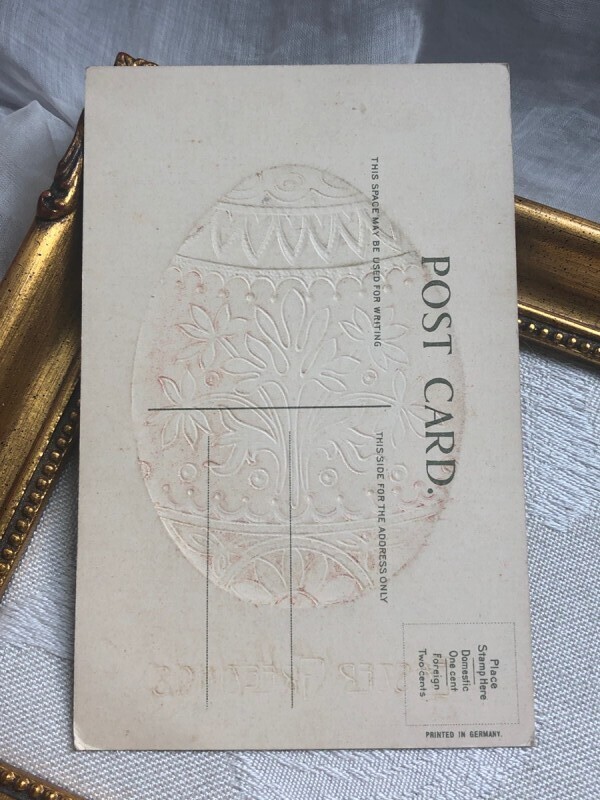 POST CARD.
THIS SPACE MAY BE USED FOR WRITING
THIS SIDE FOR THE ADDRESS ONLY
Place
Stamp Here
Domestic
One cent
Foreign
Two cents
PRINTED IN GERMANY.